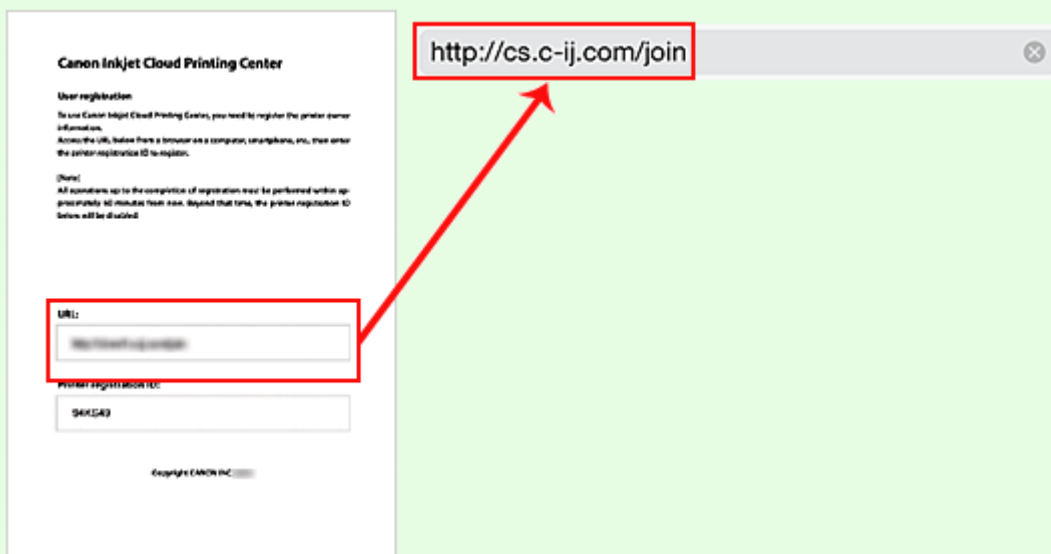 Canon Inkjet Cloud Printing Center
User registration
To use Canon Inkjet Cloud Printing Center, you need to register the printer owner
information.
Access the URL below from a browser on a computer, smartphone, etc., then enter
the printer registration ID to register.
[Note]
All operations up to the completion of registration must be performed within ap-
proximately 60 minutes from now. Beyond that time, the printer registration ID
below will be disabled.
URL:
Printer registration ID:
Copyright CANON INC.
http://cs.c-ij.com/join